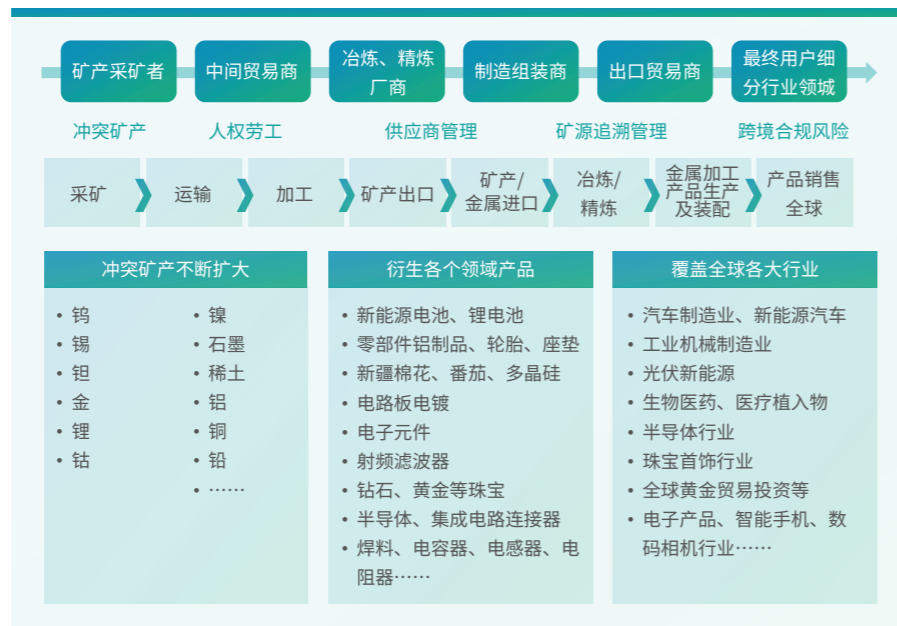 矿产采矿者
中间贸易商
冶炼、精炼
厂商
制造组装商
出口贸易商
最终用户细
分行业领城
冲突矿产
人权劳工
供应商管理
矿源追溯管理
跨境合规风险
采矿
运输
加工
矿产出口
矿产/
金属进口
冶炼/
精炼
金属加工
产品生产
及装配
产品销售
全球
冲突矿产不断扩大
• 钨
• 锡
• 钽
• 金
• 锂
• 钴
• 镍
• 石墨
• 稀土
• 铝
• 铜
• 铅
• ……
衍生各个领域产品
• 新能源电池、锂电池
• 零部件铝制品、轮胎、座垫
• 新疆棉花、番茄、多晶硅
• 电路板电镀
• 电子元件
• 射频滤波器
• 钻石、黄金等珠宝
• 半导体、集成电路连接器
• 焊料、电容器、电感器、电
阻器……
覆盖全球各大行业
• 汽车制造业、新能源汽车
• 工业机械制造业
• 光伏新能源
• 生物医药、医疗植入物
• 半导体行业
• 珠宝首饰行业
• 全球黄金贸易投资等
• 电子产品、智能手机、数
码相机行业……